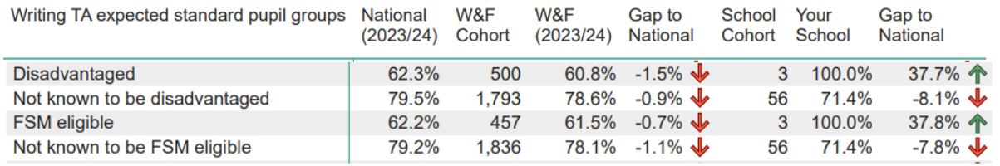 Writing TA expected standard pupil groups National (2023/24) W&F Cohort W&F (2023/24) Gap to National School Cohort Your School Gap to National
Disadvantaged 62.3% 500 60.8% -1.5% 3 100.0% 37.7%
Not known to be disadvantaged 79.5% 1,793 78.6% -0.9% 56 71.4% -8.1%
FSM eligible 62.2% 457 61.5% -0.7% 3 100.0% 37.8%
Not known to be FSM eligible 79.2% 1,836 78.1% -1.1% 56 71.4% -7.8%